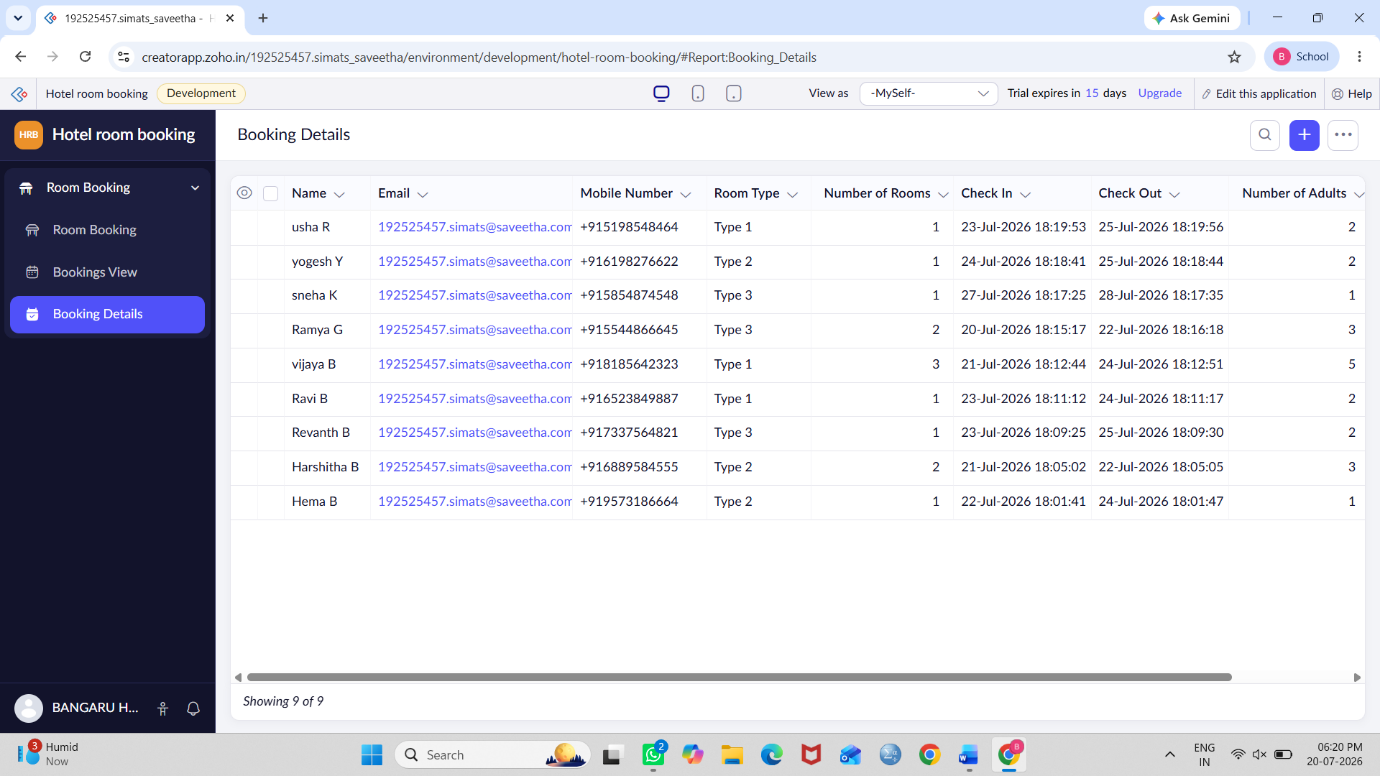 192525457.simats_saveetha - H
Ask Gemini
creatorapp.zoho.in/192525457.simats_saveetha/environment/development/hotel-room-booking/#Report:Booking_Details
B School
Hotel room booking Development View as -MySelf- Trial expires in 15 days Upgrade Edit this application Help
HRB Hotel room booking
Booking Details
Room Booking
Room Booking
Bookings View
Booking Details
Name Email Mobile Number Room Type Number of Rooms Check In Check Out Number of Adults
usha R 192525457.simats@saveetha.com +915198548464 Type 1 1 23-Jul-2026 18:19:53 25-Jul-2026 18:19:56 2
yogesh Y 192525457.simats@saveetha.com +916198276622 Type 2 1 24-Jul-2026 18:18:41 25-Jul-2026 18:18:44 2
sneha K 192525457.simats@saveetha.com +915854874548 Type 3 1 27-Jul-2026 18:17:25 28-Jul-2026 18:17:35 1
Ramya G 192525457.simats@saveetha.com +915544866645 Type 3 2 20-Jul-2026 18:15:17 22-Jul-2026 18:16:18 3
vijaya B 192525457.simats@saveetha.com +918185642323 Type 1 3 21-Jul-2026 18:12:44 24-Jul-2026 18:12:51 5
Ravi B 192525457.simats@saveetha.com +916523849887 Type 1 1 23-Jul-2026 18:11:12 24-Jul-2026 18:11:17 2
Revanth B 192525457.simats@saveetha.com +917337564821 Type 3 1 23-Jul-2026 18:09:25 25-Jul-2026 18:09:30 2
Harshitha B 192525457.simats@saveetha.com +916889584555 Type 2 2 21-Jul-2026 18:05:02 22-Jul-2026 18:05:05 3
Hema B 192525457.simats@saveetha.com +919573186664 Type 2 1 22-Jul-2026 18:01:41 24-Jul-2026 18:01:47 1
Showing 9 of 9
BANGARU H...
3 Humid
Now
Search
2
B
ENG
IN
06:20 PM
20-07-2026